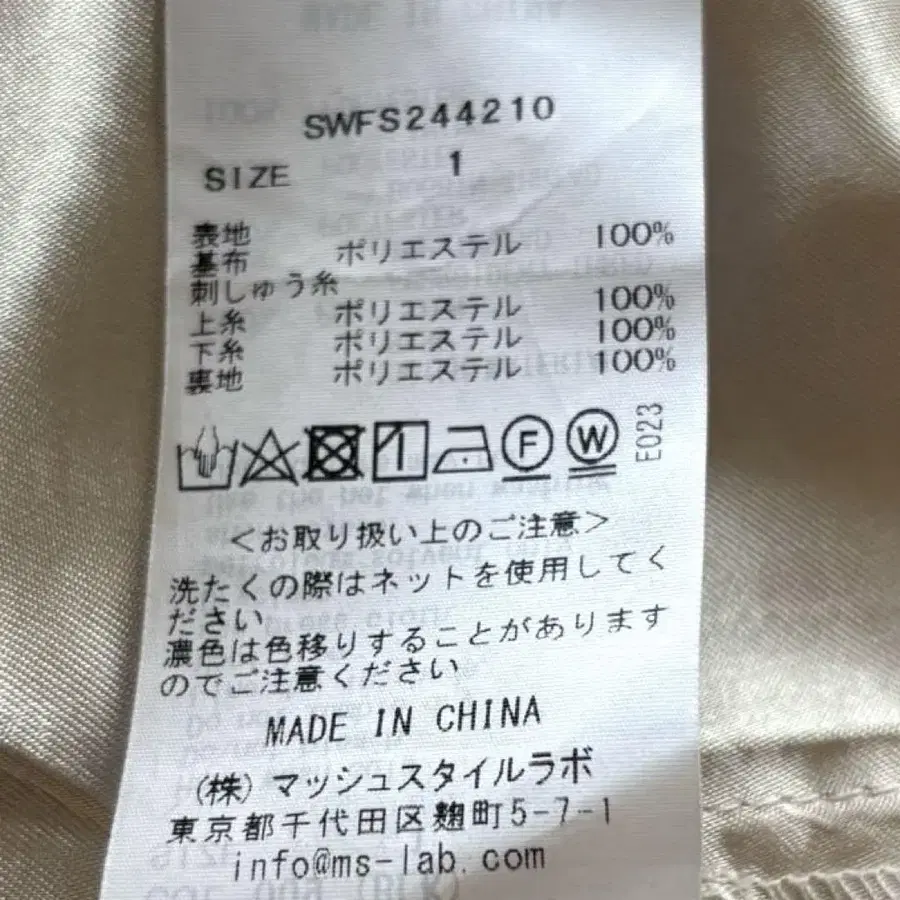 SWFS244210
SIZE 1
表地
基布 ポリエステル 100%
刺しゅう糸
上糸 ポリエステル 100%
下糸 ポリエステル 100%
裏地 ポリエステル 100%
F W E023
<お取り扱い上のご注意>
洗たくの際はネットを使用してく
ださい
濃色は色移りすることがあります
のでご注意ください
MADE IN CHINA
(株)マッシュスタイルラボ
東京都千代田区麹町5-7-1
info@ms-lab.com